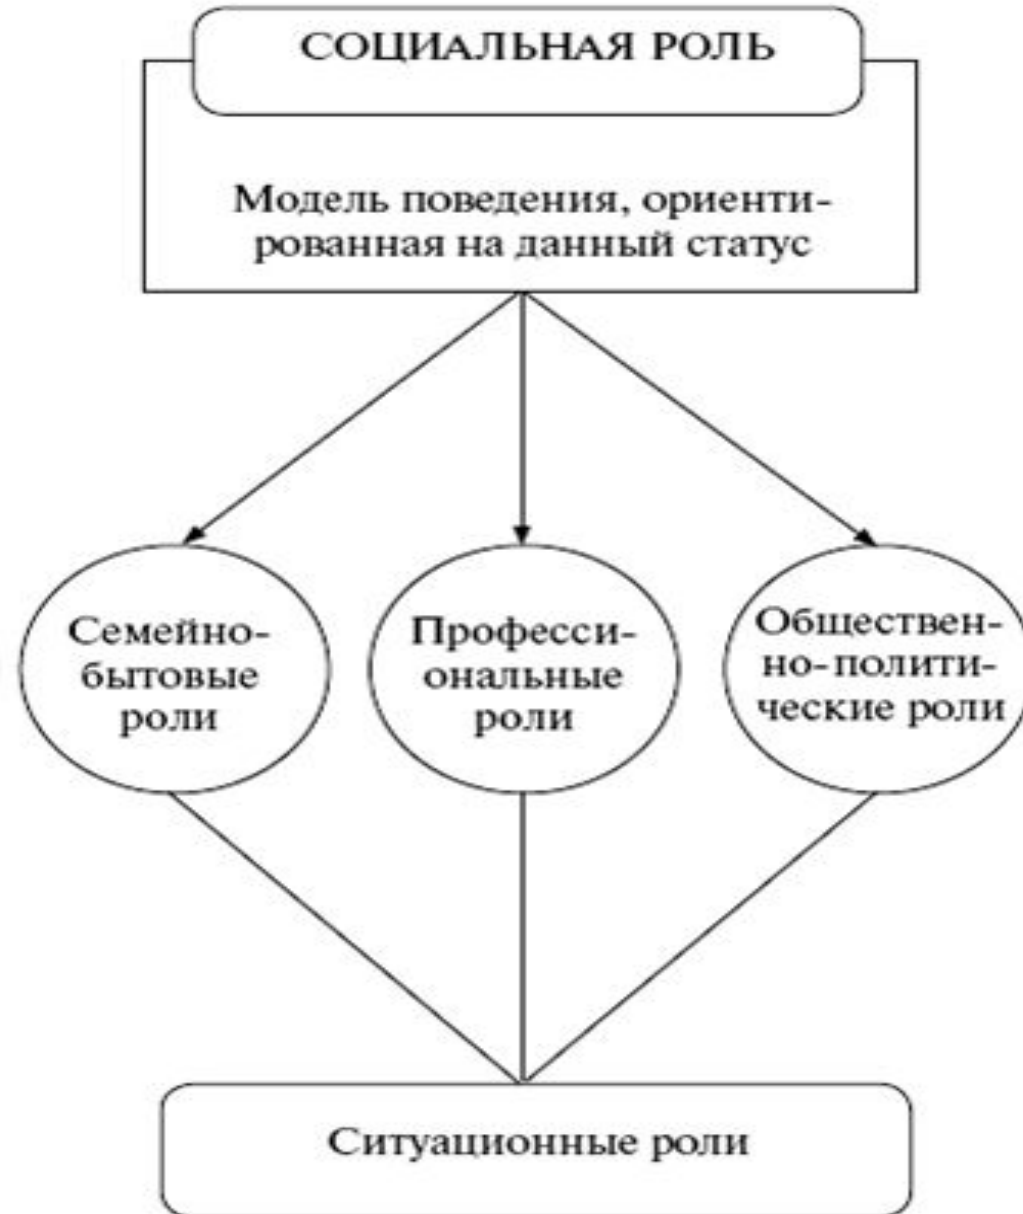 СОЦИАЛЬНАЯ РОЛЬ
Модель поведения, ориенти-
рованная на данный статус
Семейно-
бытовые
роли
Професси-
ональные
роли
Обществен-
но-полити-
ческие роли
Ситуационные роли